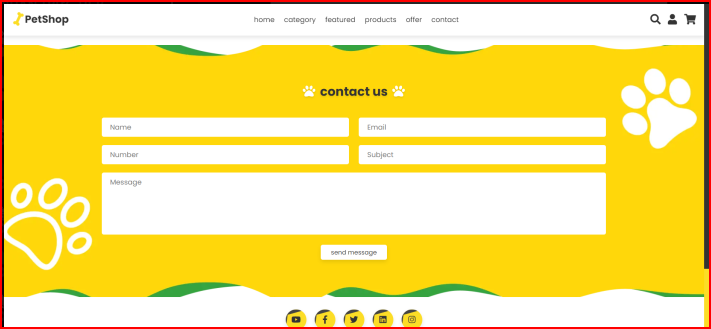 PetShop
home category featured products offer contact
contact us
Name
Email
Number
Subject
Message
send message